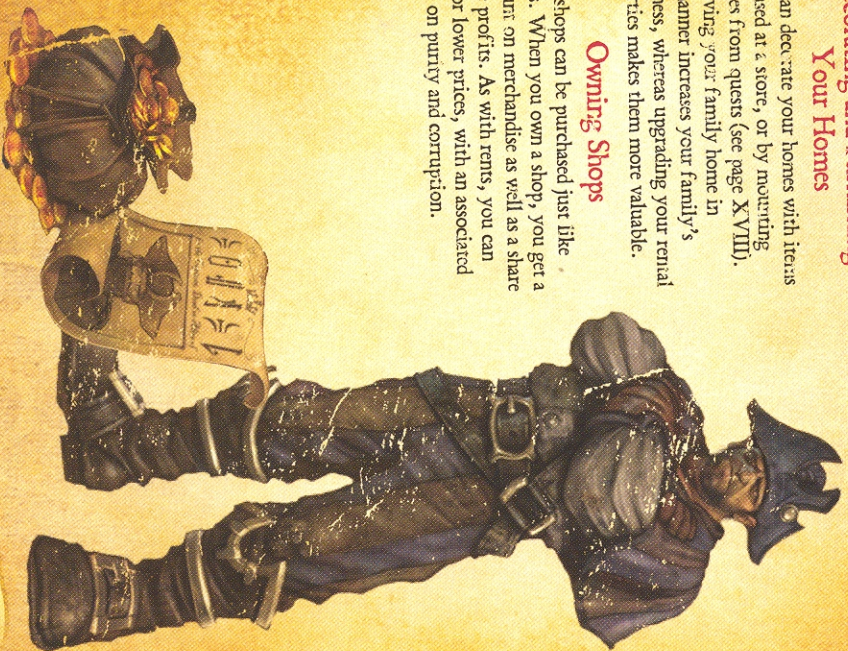 Your Homes
an decorate your homes with items
sed at a store, or by mounting
es from quests (see page XVIII).
ving your family home in
anner increases your family's
ness, whereas upgrading your rental
ties makes them more valuable.
Owning Shops
shops can be purchased just like
s. When you own a shop, you get a
unt on merchandise as well as a share
profits. As with rents, you can
or lower prices, with an associated
on purity and corruption.